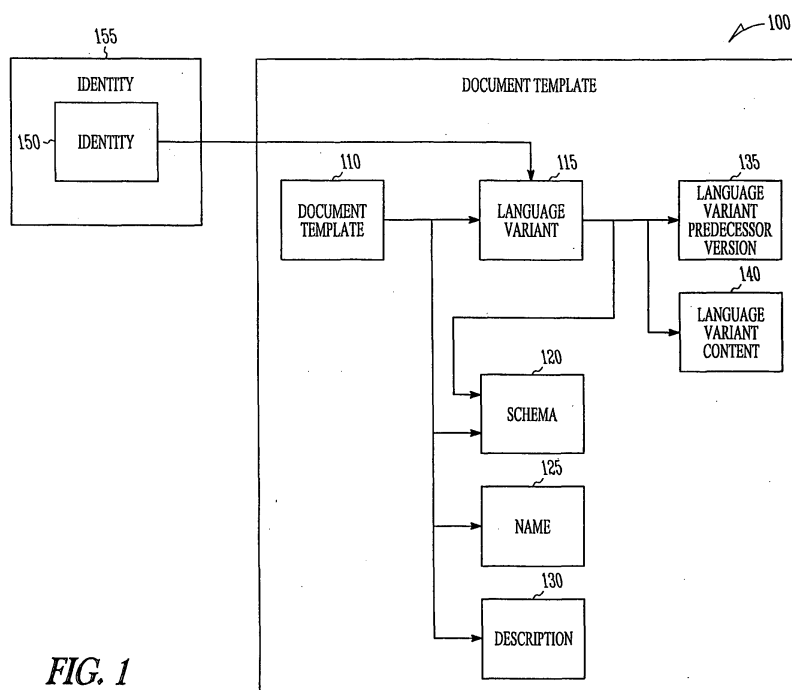 100
155
IDENTITY
150
IDENTITY
DOCUMENT TEMPLATE
110
DOCUMENT
TEMPLATE
115
LANGUAGE
VARIANT
135
LANGUAGE
VARIANT
PREDECESSOR
VERSION
140
LANGUAGE
VARIANT
CONTENT
120
SCHEMA
125
NAME
130
DESCRIPTION
FIG. 1